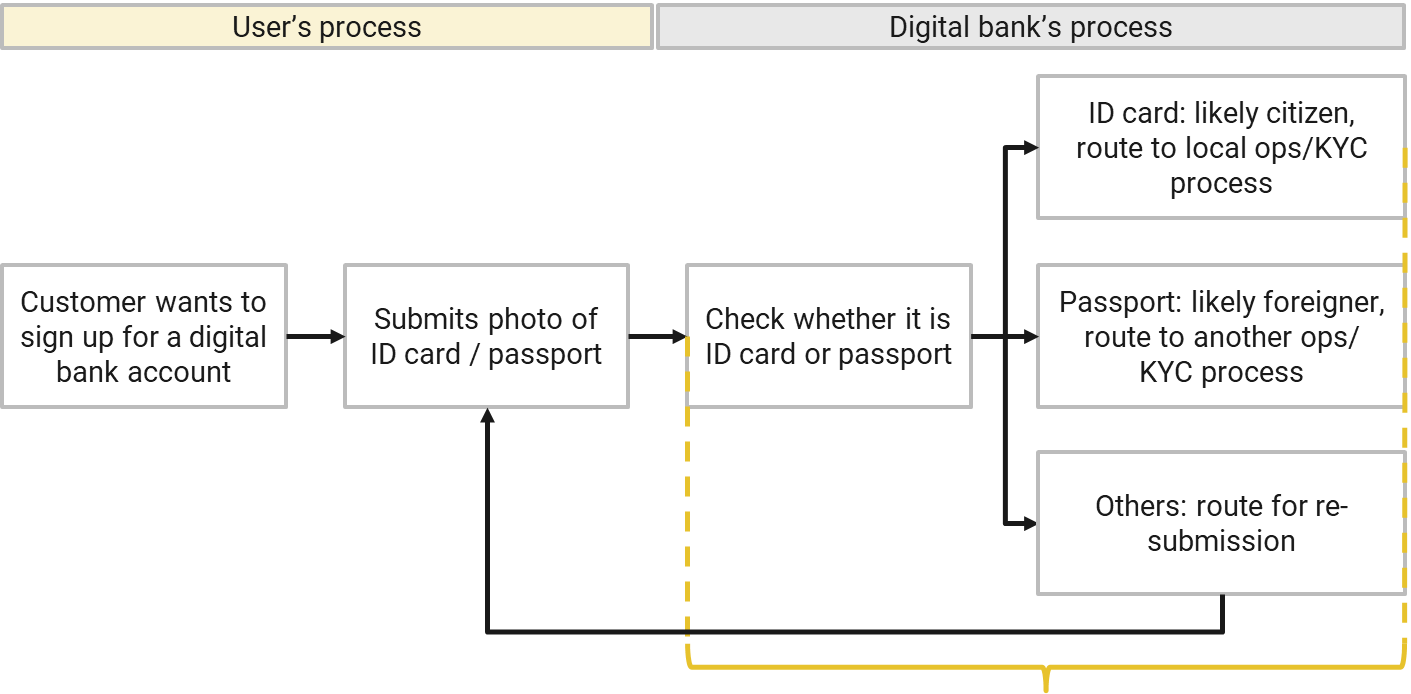 User’s process
Digital bank’s process
Customer wants to
sign up for a digital
bank account
Submits photo of
ID card / passport
Check whether it is
ID card or passport
ID card: likely citizen,
route to local ops/KYC
process
Passport: likely foreigner,
route to another ops/
KYC process
Others: route for re-
submission